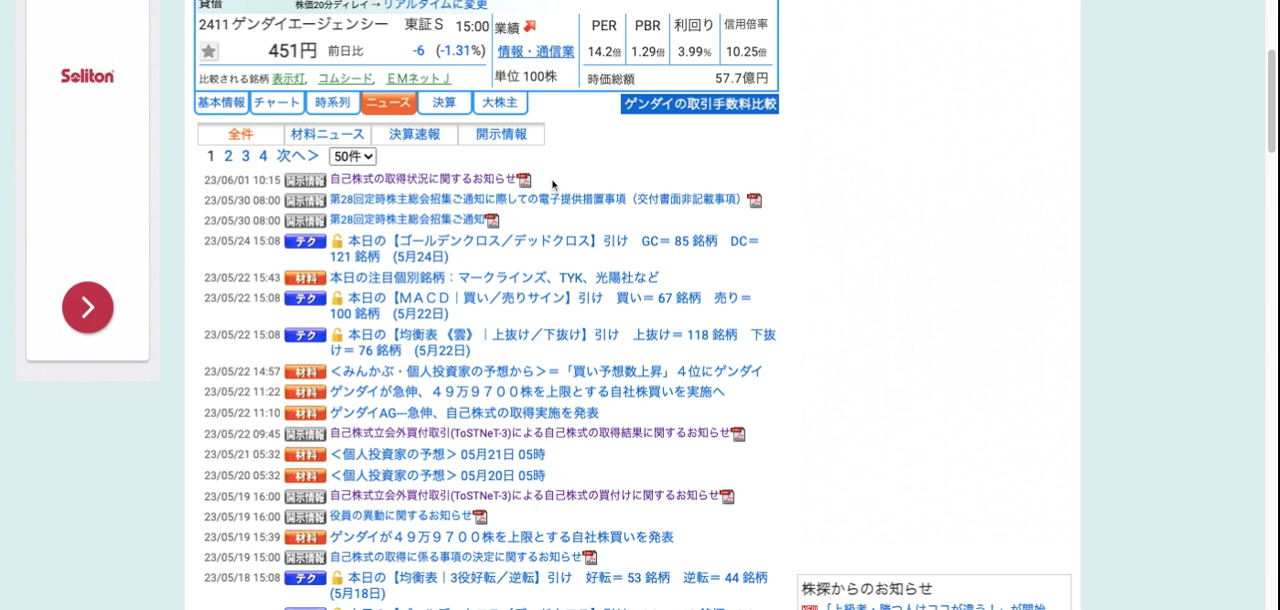 貸借 株価20分ディレイ → リアルタイムに変更
2411 ゲンダイエージェンシー 東証Ｓ 15:00
451円 前日比 -6 (-1.31%)
比較される銘柄 表示灯, コムシード, ＥＭネットＪ
業績
情報・通信業
単位 100株
PER PBR 利回り 信用倍率
14.2倍 1.29倍 3.99% 10.25倍
時価総額 57.7億円
基本情報 チャート 時系列 ニュース 決算 大株主
ゲンダイの取引手数料比較
全件 材料ニュース 決算速報 開示情報
1 2 3 4 次へ＞ 50件
23/06/01 10:15 開示情報 自己株式の取得状況に関するお知らせ
23/05/30 08:00 開示情報 第28回定時株主総会招集ご通知に際しての電子提供措置事項（交付書面非記載事項）
23/05/30 08:00 開示情報 第28回定時株主総会招集ご通知
23/05/24 15:08 テク 本日の【ゴールデンクロス／デッドクロス】引け GC＝ 85 銘柄 DC＝
121 銘柄 (5月24日)
23/05/22 15:43 材料 本日の注目個別銘柄：マークラインズ、TYK、光陽社など
23/05/22 15:08 テク 本日の【ＭＡＣＤ｜買い／売りサイン】引け 買い＝ 67 銘柄 売り＝
100 銘柄 (5月22日)
23/05/22 15:08 テク 本日の【均衡表 《雲》｜上抜け／下抜け】引け 上抜け＝ 118 銘柄 下抜
け＝ 76 銘柄 (5月22日)
23/05/22 14:57 材料 ＜みんかぶ・個人投資家の予想から＞＝「買い予想数上昇」４位にゲンダイ
23/05/22 11:22 材料 ゲンダイが急伸、４９万９７００株を上限とする自社株買いを実施へ
23/05/22 11:10 材料 ゲンダイAG---急伸、自己株式の取得実施を発表
23/05/22 09:45 開示情報 自己株式立会外買付取引(ToSTNeT-3)による自己株式の取得結果に関するお知らせ
23/05/21 05:32 材料 ＜個人投資家の予想＞ 05月21日 05時
23/05/20 05:32 材料 ＜個人投資家の予想＞ 05月20日 05時
23/05/19 16:00 開示情報 自己株式立会外買付取引(ToSTNeT-3)による自己株式の買付けに関するお知らせ
23/05/19 16:00 開示情報 役員の異動に関するお知らせ
23/05/19 15:39 材料 ゲンダイが４９万９７００株を上限とする自社株買いを発表
23/05/19 15:00 開示情報 自己株式の取得に係る事項の決定に関するお知らせ
23/05/18 15:08 テク 本日の【均衡表｜3役好転／逆転】引け 好転＝ 53 銘柄 逆転＝ 44 銘柄
(5月18日)
Soliton
株探からのお知らせ